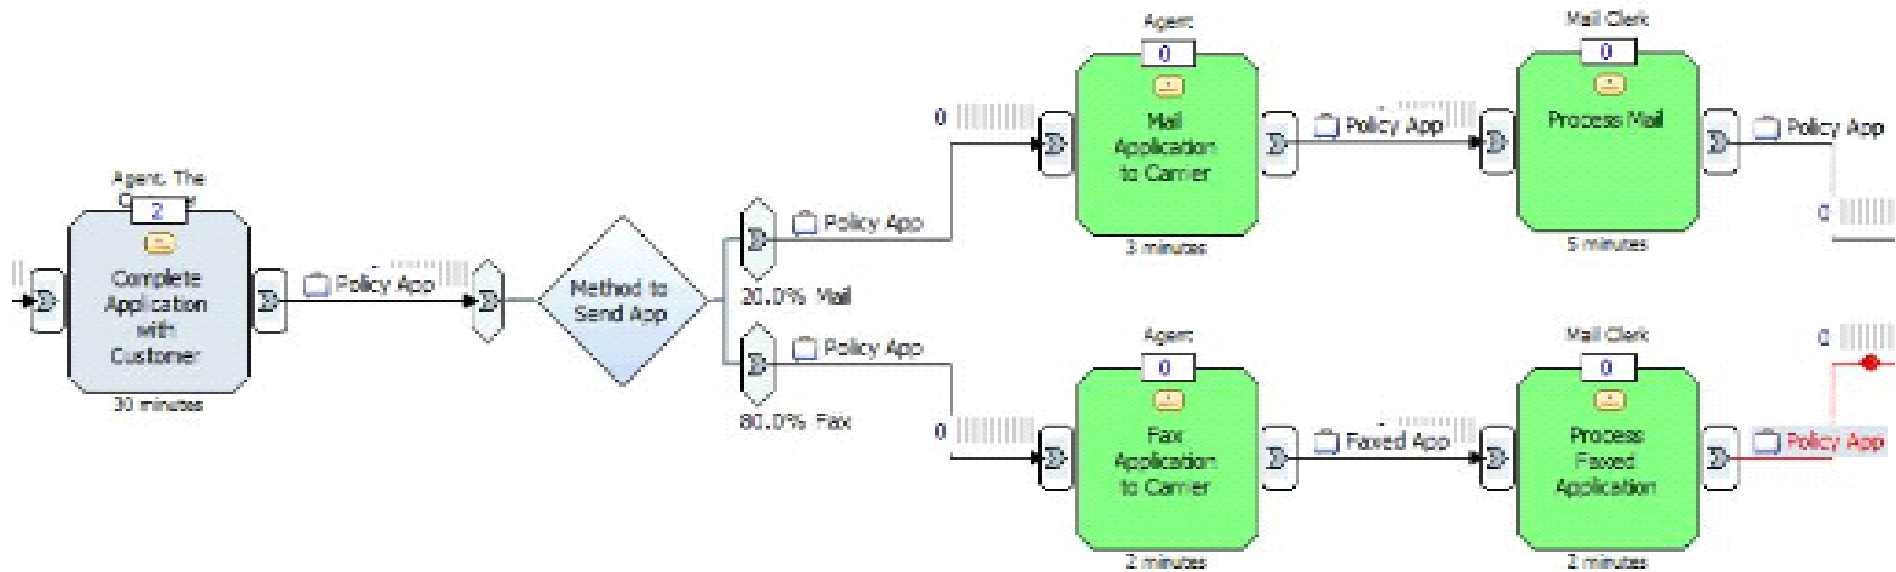 Agent
0
Mail
Application
to Carrier
3 minutes
Mail Clerk
0
Process Mail
5 minutes
0
Policy App
Policy App
0
Agent, The
2
Complete
Application
with
Customer
30 minutes
Policy App
Method to
Send App
Policy App
20.0% Mail
Policy App
80.0% Fax
0
Agent
0
Fax
Application
to Carrier
2 minutes
Faxed App
Mail Clerk
0
Process
Faxed
Application
2 minutes
0
Policy App